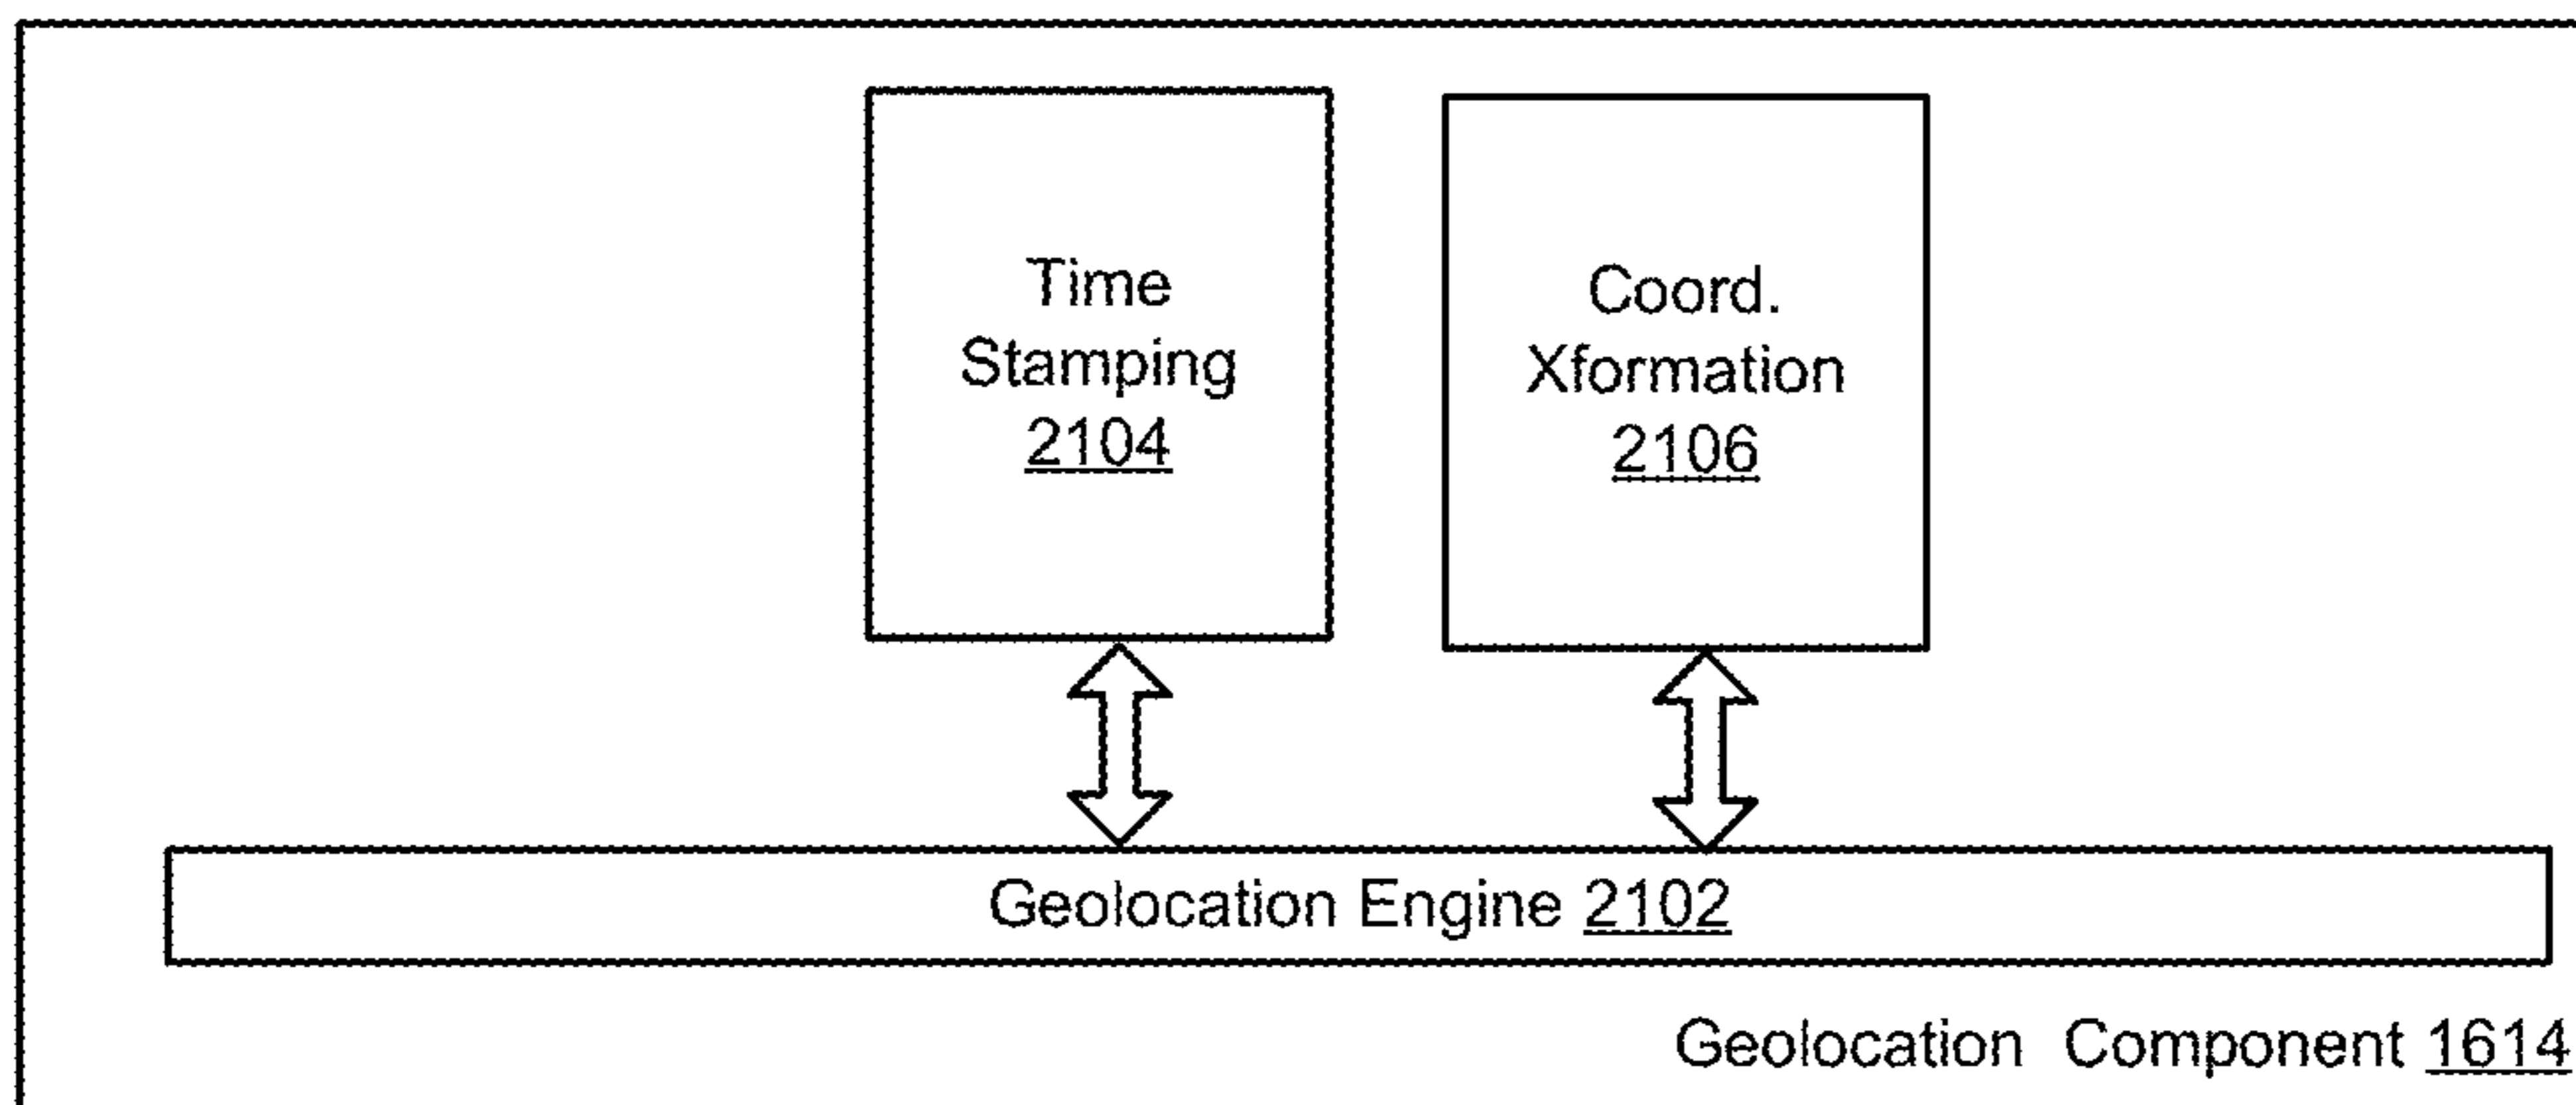 Time
Stamping
2104
Coord.
Xformation
2106
Geolocation Engine 2102
Geolocation Component 1614